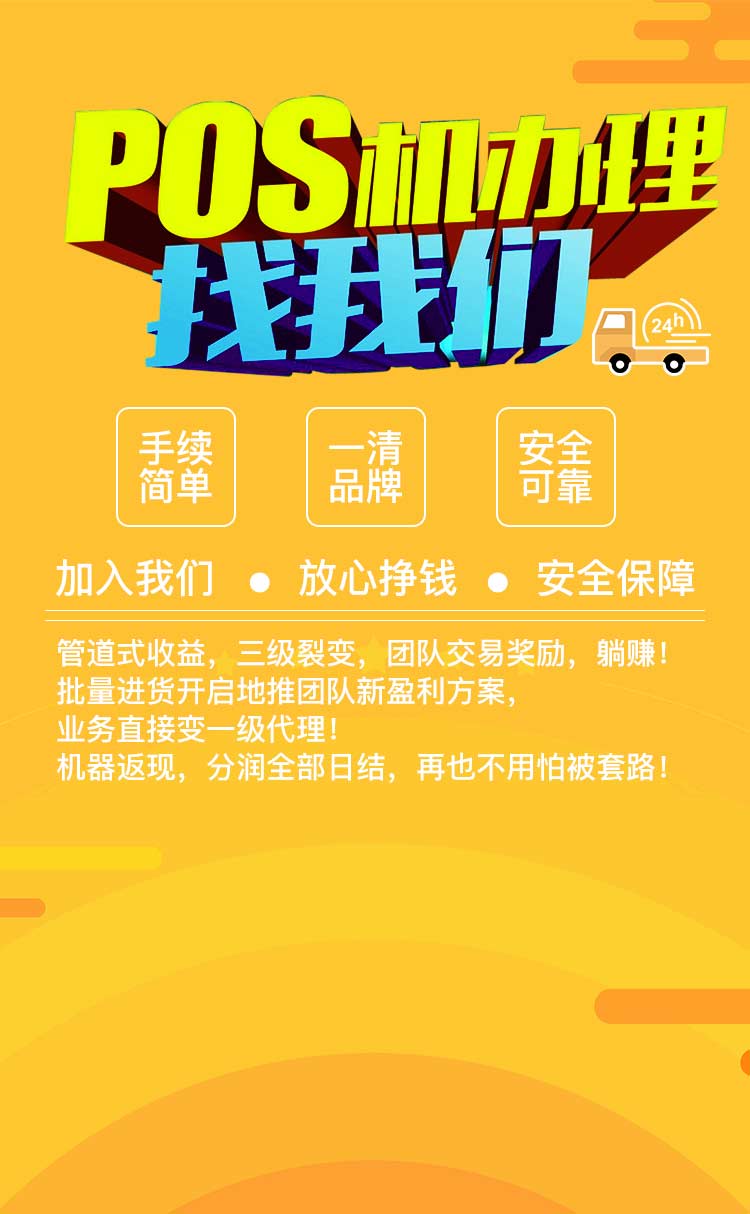 POS机办理
找我们
24h
手续
简单
一清
品牌
安全
可靠
加入我们 ● 放心挣钱 ● 安全保障
管道式收益，三级裂变，团队交易奖励，躺赚！
批量进货开启地推团队新盈利方案，
业务直接变一级代理！
机器返现，分润全部日结，再也不用怕被套路！